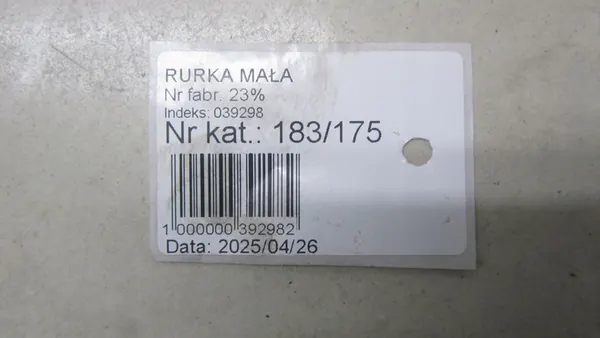 RURKA MAŁA
Nr fabr. 23%
Indeks: 039298
Nr kat.: 183/175
1 000000 392982
Data: 2025/04/26